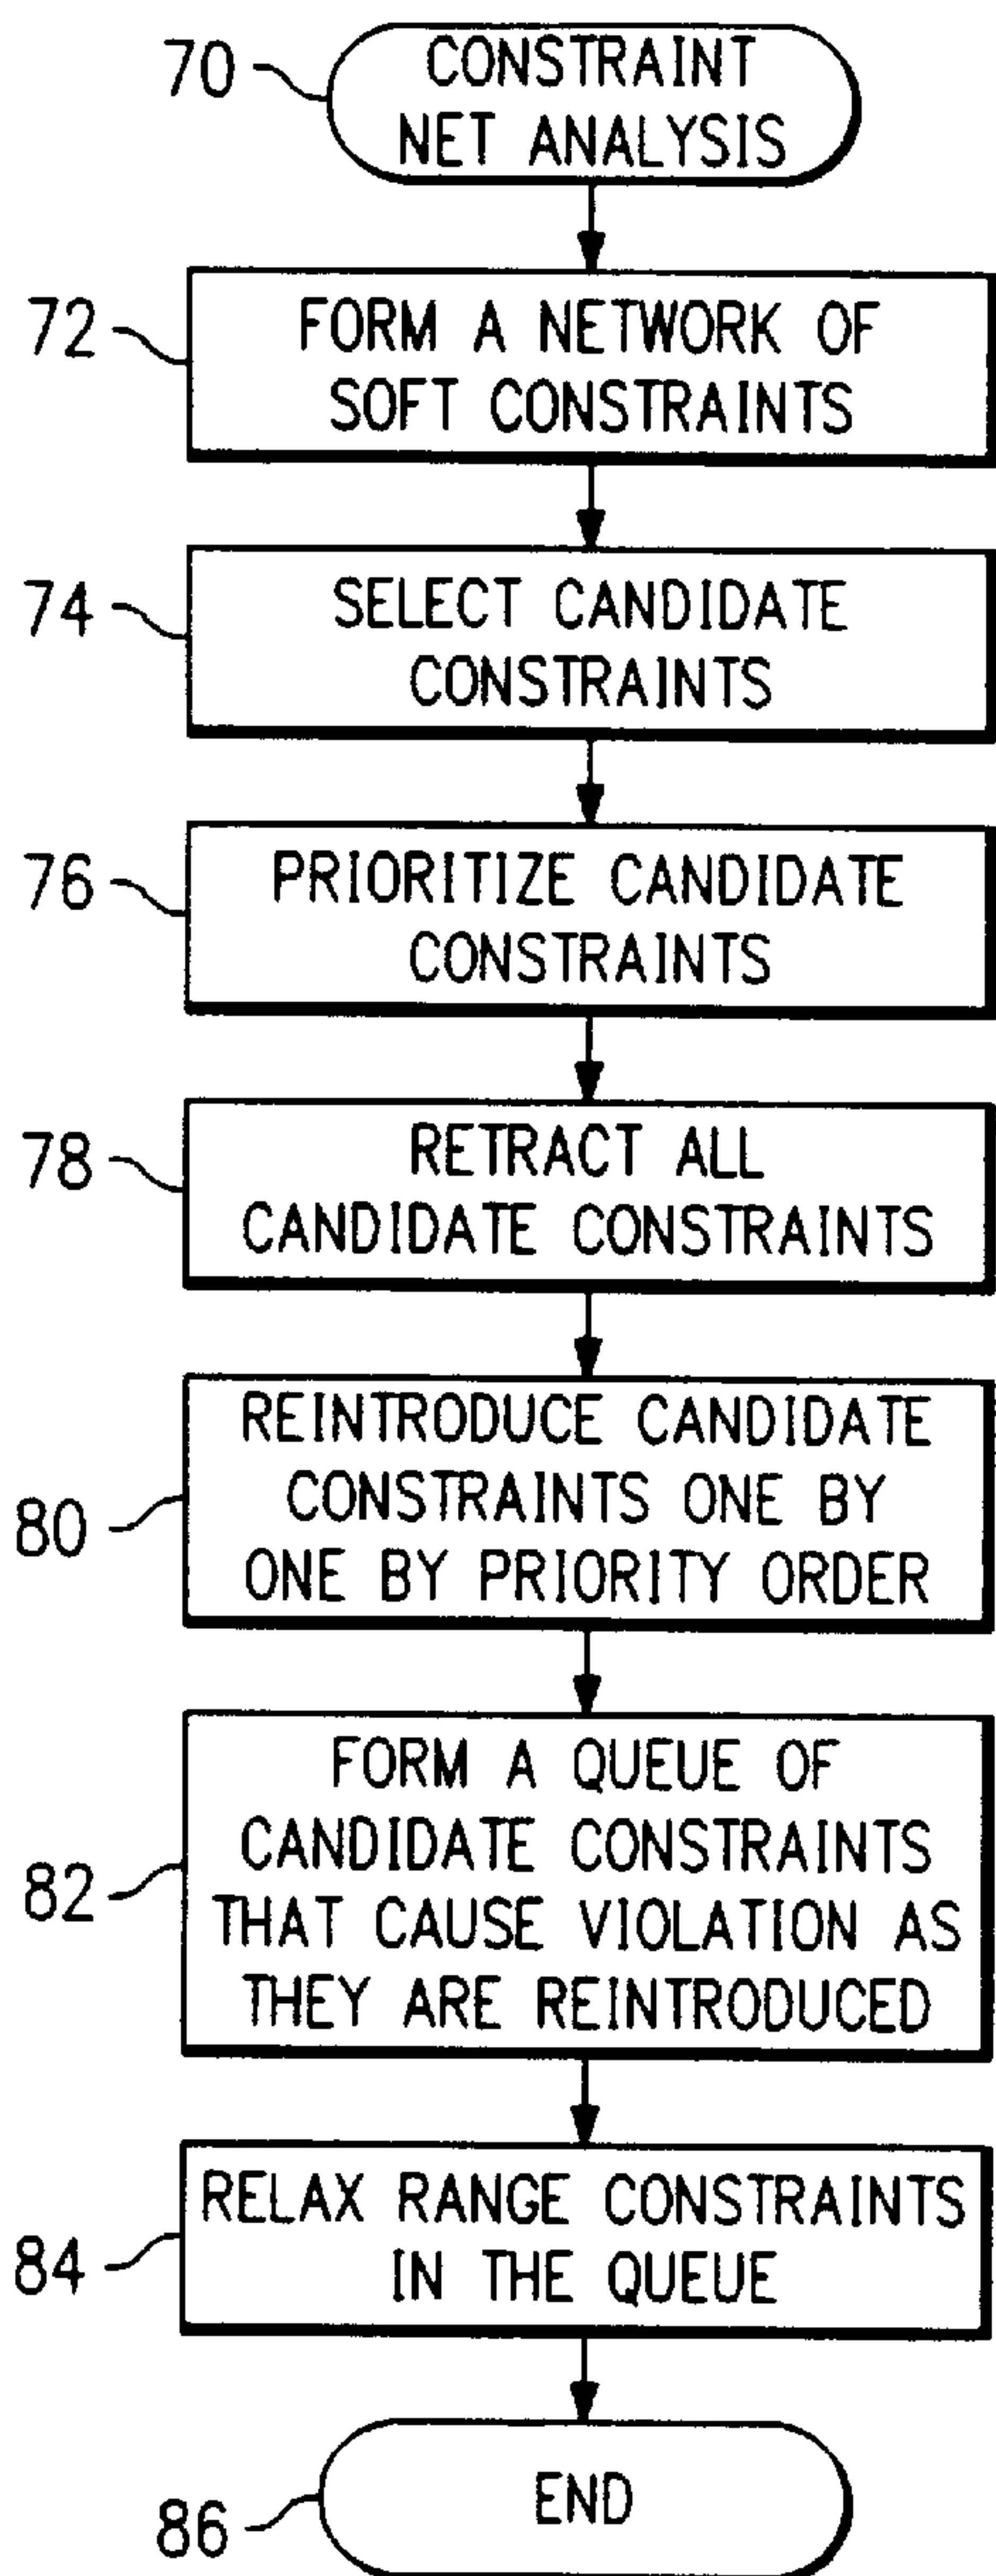 70
CONSTRAINT
NET ANALYSIS
72
FORM A NETWORK OF
SOFT CONSTRAINTS
74
SELECT CANDIDATE
CONSTRAINTS
76
PRIORITIZE CANDIDATE
CONSTRAINTS
78
RETRACT ALL
CANDIDATE CONSTRAINTS
80
REINTRODUCE CANDIDATE
CONSTRAINTS ONE BY
ONE BY PRIORITY ORDER
82
FORM A QUEUE OF
CANDIDATE CONSTRAINTS
THAT CAUSE VIOLATION AS
THEY ARE REINTRODUCED
84
RELAX RANGE CONSTRAINTS
IN THE QUEUE
86
END